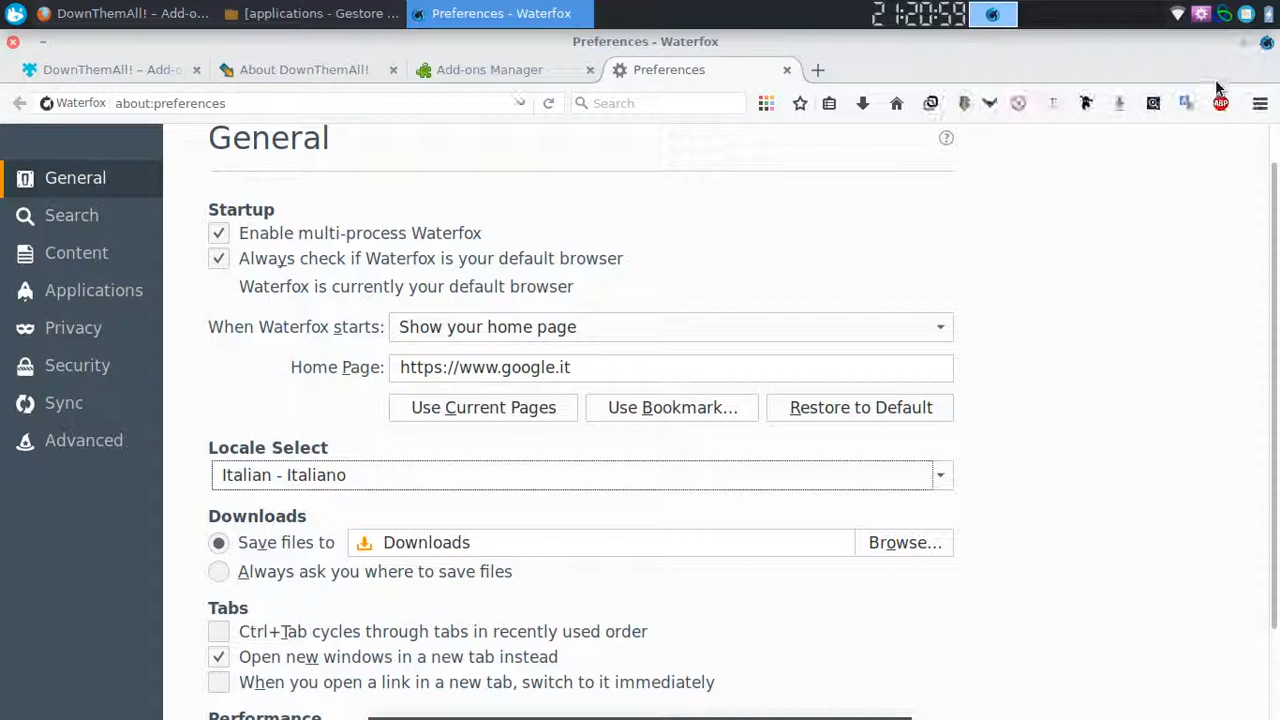 DownThemAll! – Add-o...
[applications - Gestore ...
Preferences - Waterfox
21:20:59
Preferences - Waterfox
DownThemAll! – Add-o
About DownThemAll!
Add-ons Manager
Preferences
Waterfox
about:preferences
Search
ABP
General
Search
Content
Applications
Privacy
Security
Sync
Advanced
General
?
Startup
Enable multi-process Waterfox
Always check if Waterfox is your default browser
Waterfox is currently your default browser
When Waterfox starts:
Show your home page
Home Page:
https://www.google.it
Use Current Pages
Use Bookmark...
Restore to Default
Locale Select
Italian - Italiano
Downloads
Save files to
Downloads
Browse...
Always ask you where to save files
Tabs
Ctrl+Tab cycles through tabs in recently used order
Open new windows in a new tab instead
When you open a link in a new tab, switch to it immediately
Performance